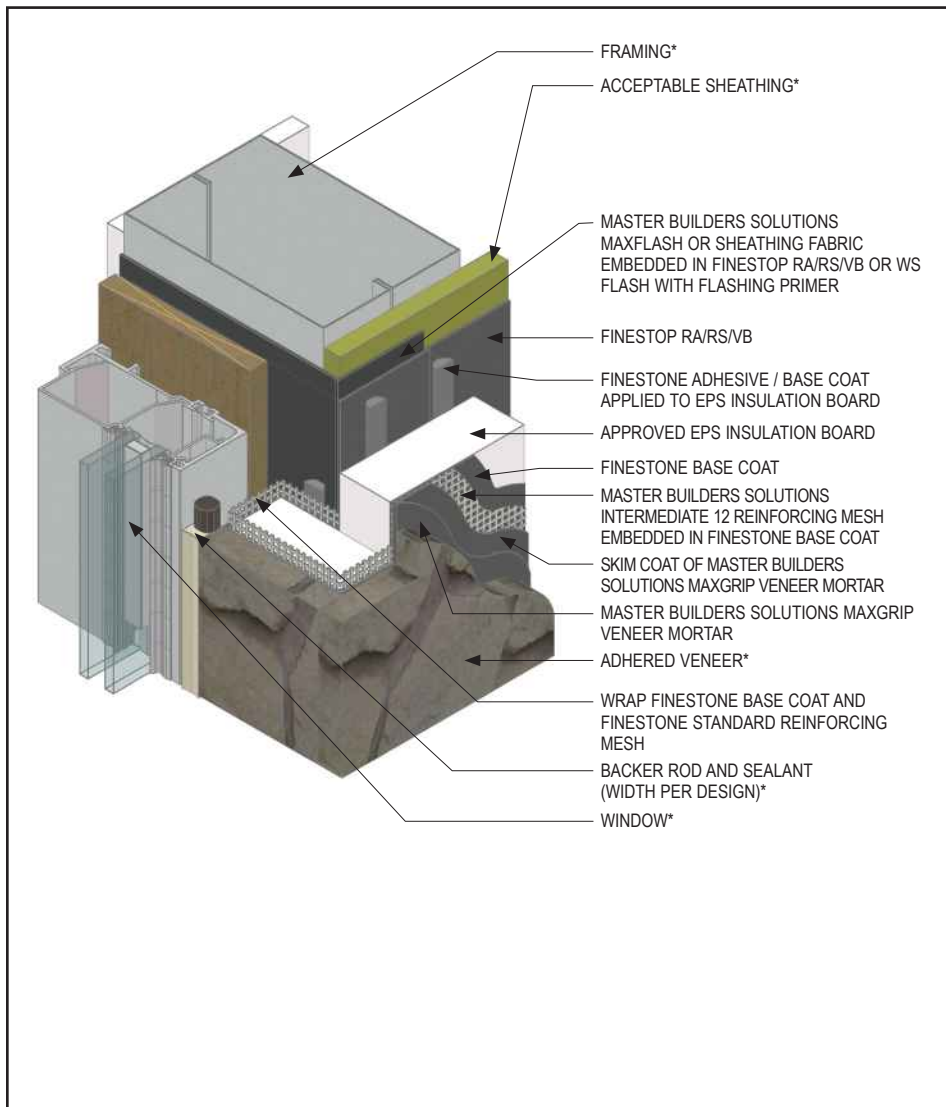 FRAMING*
ACCEPTABLE SHEATHING*
MASTER BUILDERS SOLUTIONS
MAXFLASH OR SHEATHING FABRIC
EMBEDDED IN FINESTOP RA/RS/VB OR WS
FLASH WITH FLASHING PRIMER
FINESTOP RA/RS/VB
FINESTONE ADHESIVE / BASE COAT
APPLIED TO EPS INSULATION BOARD
APPROVED EPS INSULATION BOARD
FINESTONE BASE COAT
MASTER BUILDERS SOLUTIONS
INTERMEDIATE 12 REINFORCING MESH
EMBEDDED IN FINESTONE BASE COAT
SKIM COAT OF MASTER BUILDERS
SOLUTIONS MAXGRIP VENEER MORTAR
MASTER BUILDERS SOLUTIONS MAXGRIP
VENEER MORTAR
ADHERED VENEER*
WRAP FINESTONE BASE COAT AND
FINESTONE STANDARD REINFORCING
MESH
BACKER ROD AND SEALANT
(WIDTH PER DESIGN)*
WINDOW*